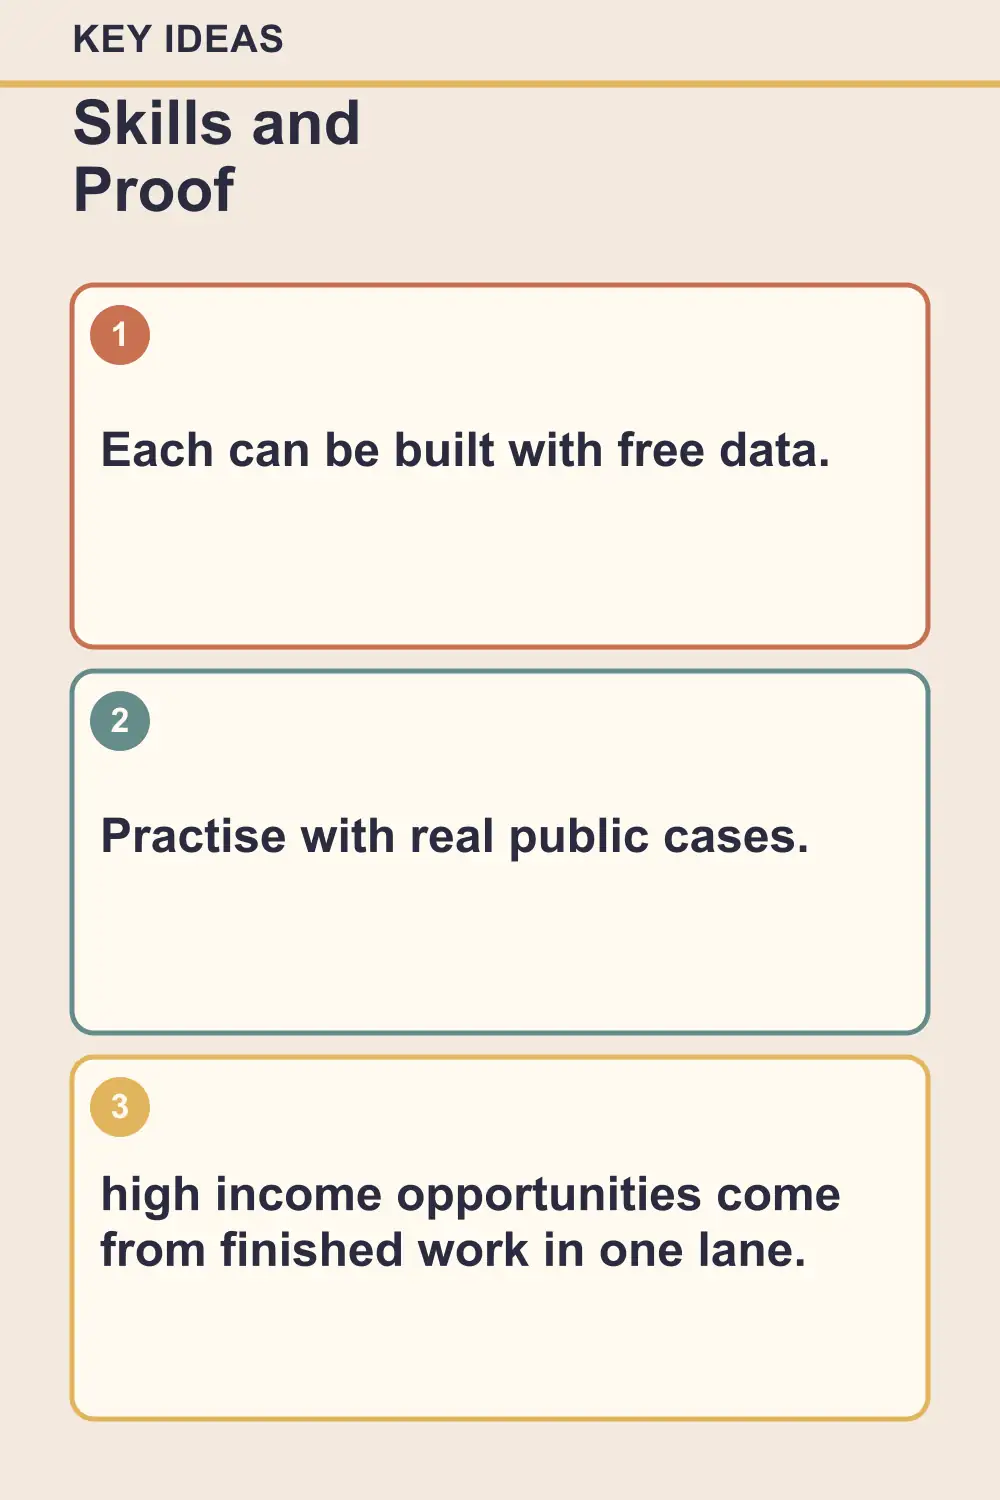 KEY IDEAS
Skills and
Proof
1
Each can be built with free data.
2
Practise with real public cases.
3
high income opportunities come
from finished work in one lane.